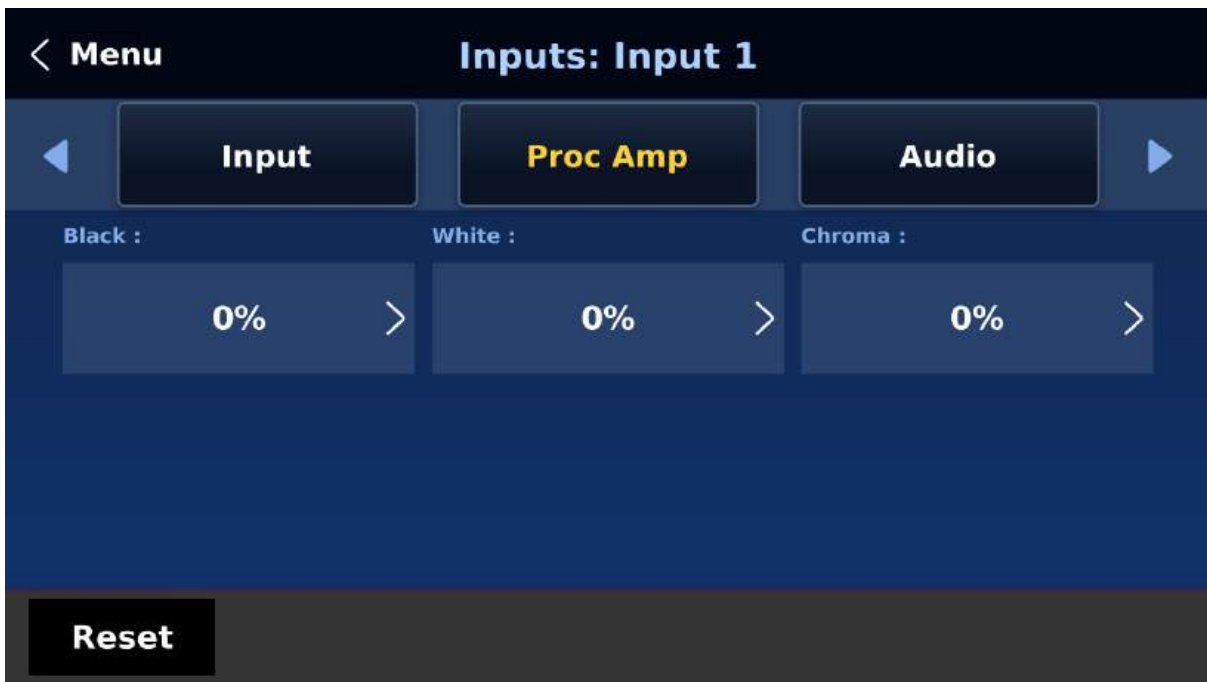 Menu
Inputs: Input 1
Input
Proc Amp
Audio
Black :
White :
Chroma :
0%
0%
0%
Reset